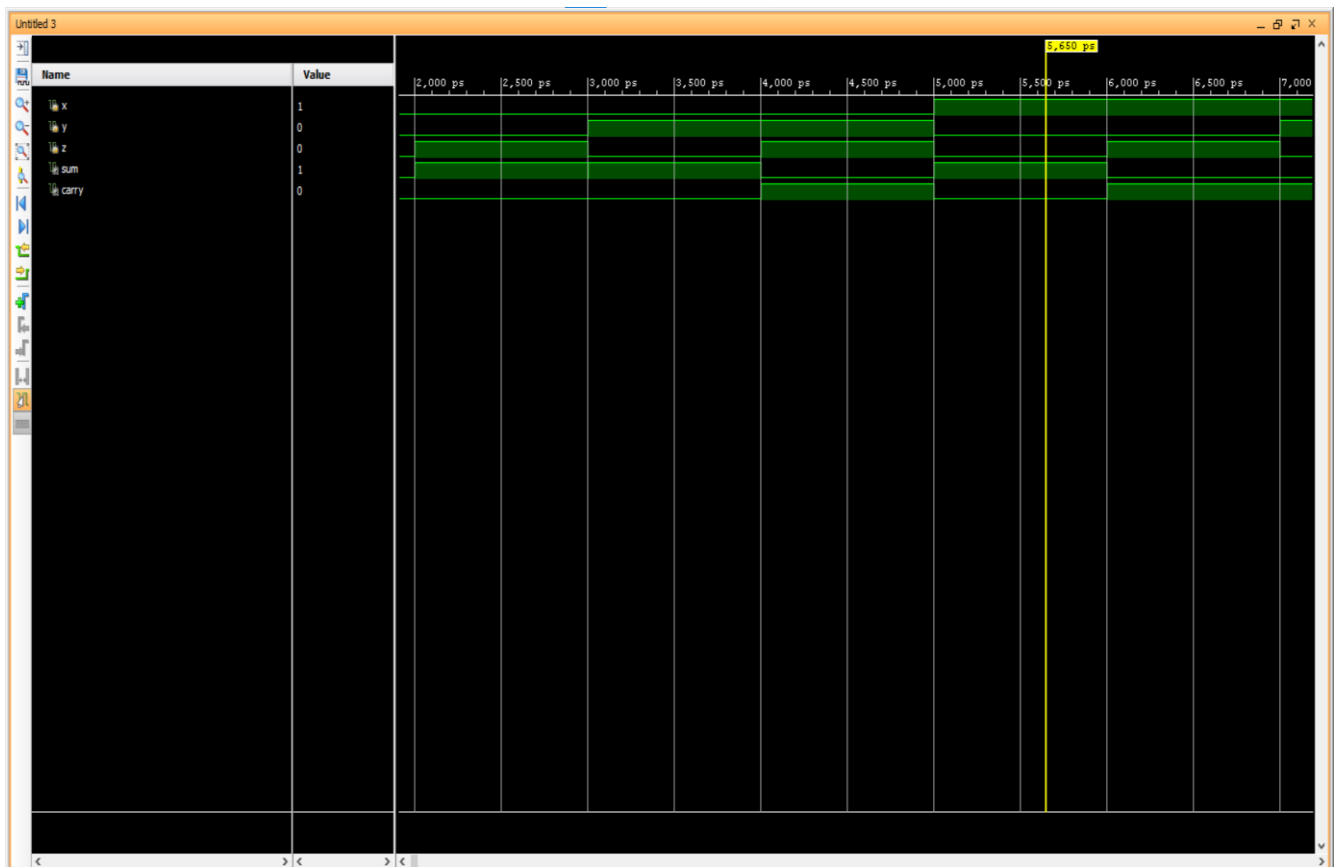 Untitled 3
5,650 ps
Name Value
2,000 ps 2,500 ps 3,000 ps 3,500 ps 4,000 ps 4,500 ps 5,000 ps 5,500 ps 6,000 ps 6,500 ps 7,000
x 1
y 0
z 0
sum 1
carry 0